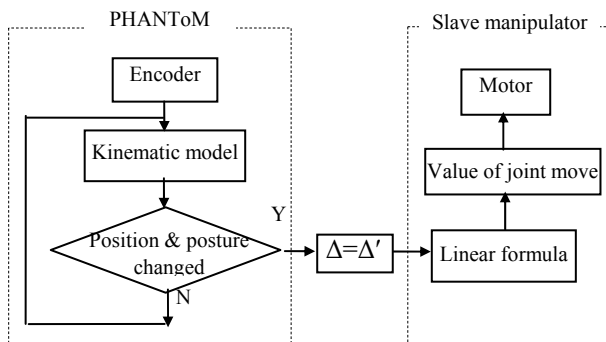 PHANToM
Encoder
Kinematic model
Position & posture
changed
Y
N
Δ=Δ′
Slave manipulator
Motor
Value of joint move
Linear formula